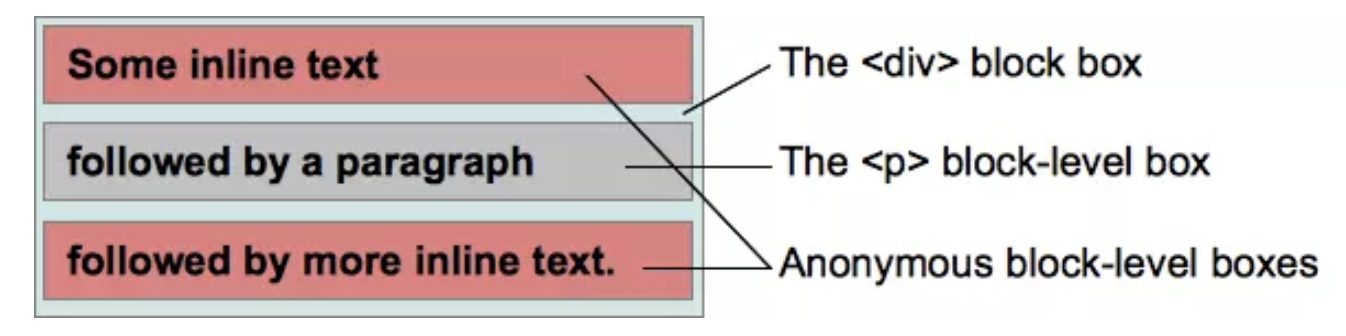 Some inline text
The <div> block box
followed by a paragraph
The <p> block-level box
followed by more inline text.
Anonymous block-level boxes